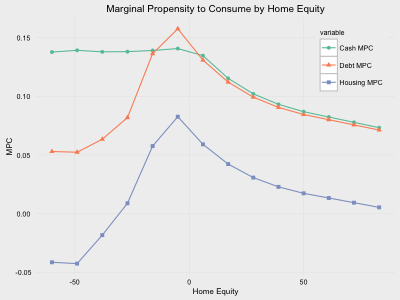 Marginal Propensity to Consume by Home Equity
variable
Cash MPC
Debt MPC
Housing MPC
MPC
0.15
0.10
0.05
0.00
-0.05
-50
0
50
Home Equity